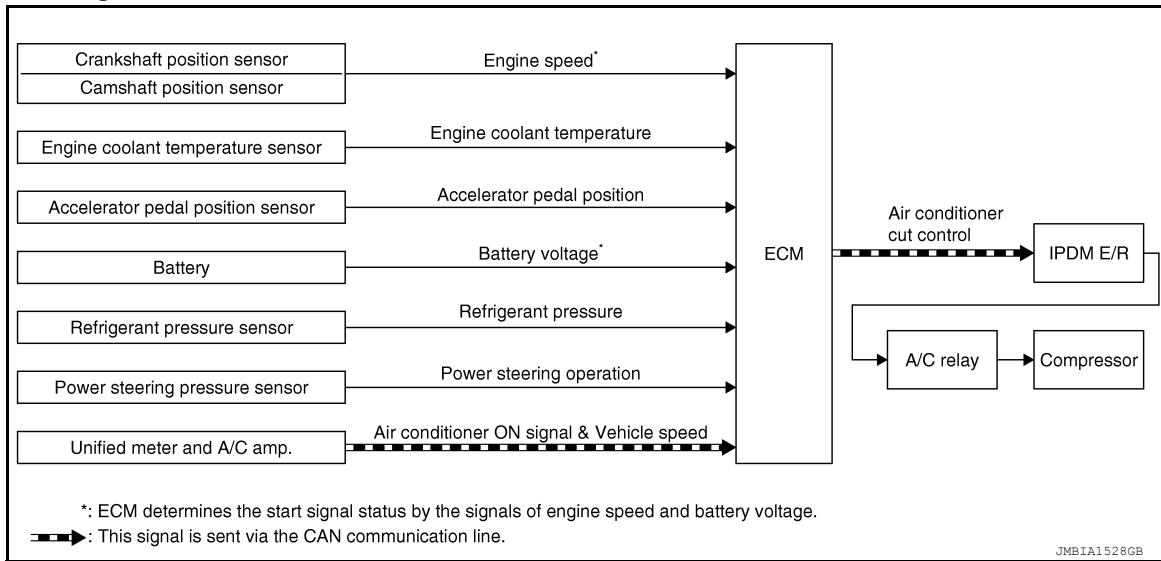 Crankshaft position sensor
Camshaft position sensor
Engine speed*
Engine coolant temperature sensor
Engine coolant temperature
Accelerator pedal position sensor
Accelerator pedal position
Battery
Battery voltage*
Refrigerant pressure sensor
Refrigerant pressure
Power steering pressure sensor
Power steering operation
Unified meter and A/C amp.
Air conditioner ON signal & Vehicle speed
ECM
Air conditioner
cut control
IPDM E/R
A/C relay
Compressor
*: ECM determines the start signal status by the signals of engine speed and battery voltage.
: This signal is sent via the CAN communication line.
JMBIA1528GB